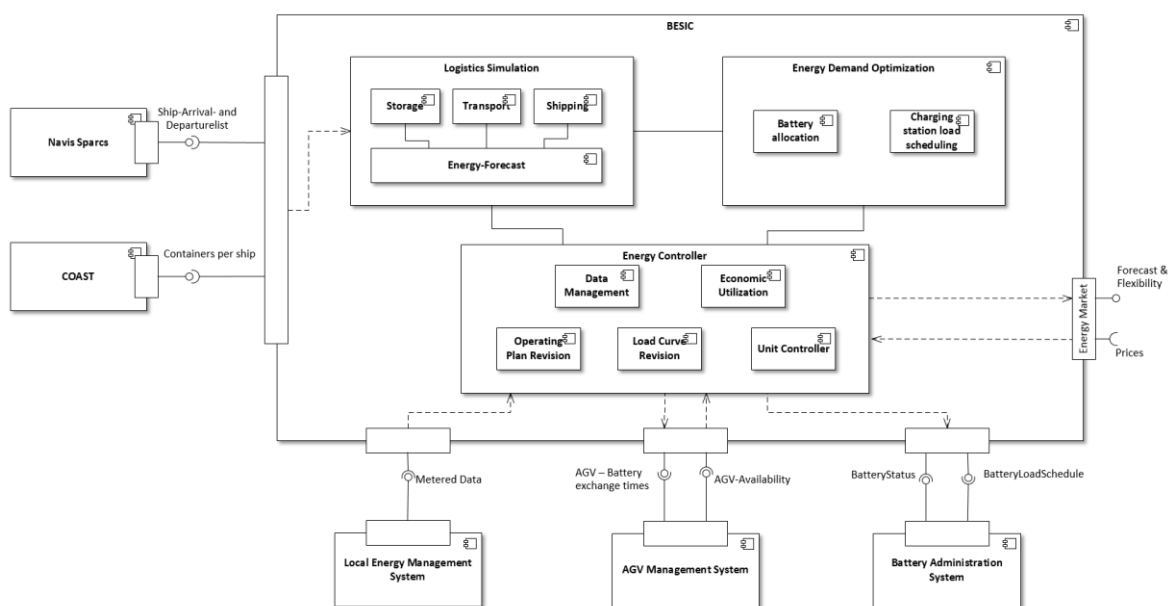 BESIC
Logistics Simulation
Energy Demand Optimization
Storage
Transport
Shipping
Battery
allocation
Charging
station load
scheduling
Energy-Forecast
Ship-Arrival- and
Departurelist
Navis Sparcs
Containers per ship
COAST
Energy Controller
Data
Management
Economic
Utilization
Operating
Plan Revision
Load Curve
Revision
Unit Controller
Energy Market
Forecast &
Flexibility
Prices
Metered Data
AGV – Battery
exchange times
AGV-Availability
BatteryStatus
BatteryLoadSchedule
Local Energy Management
System
AGV Management System
Battery Administration
System